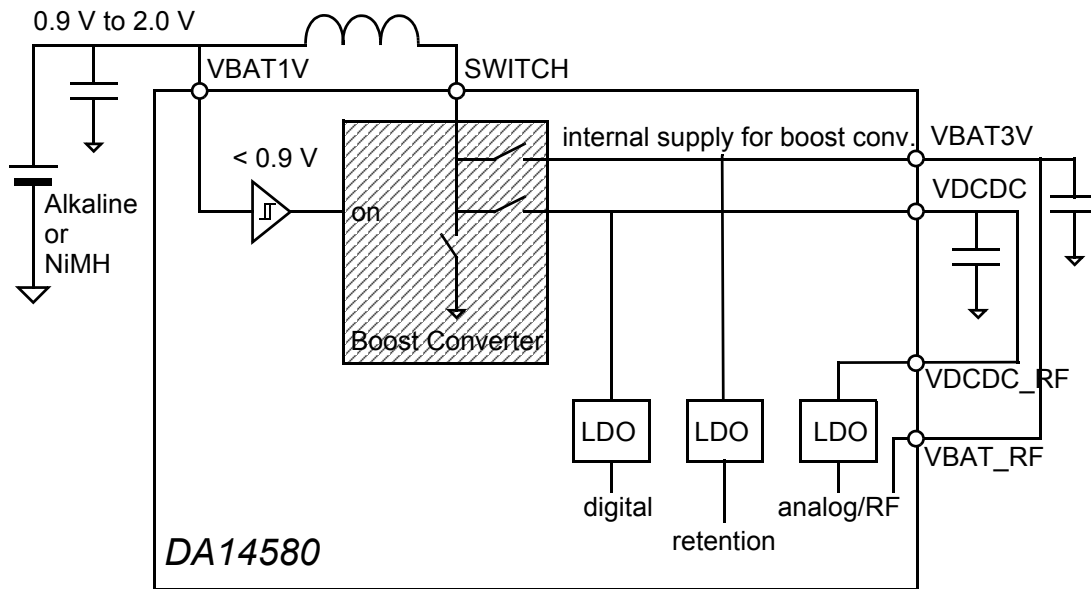 0.9 V to 2.0 V
VBAT1V
SWITCH
internal supply for boost conv.
VBAT3V
< 0.9 V
VDCDC
Alkaline
or
NiMH
on
Boost Converter
VDCDC_RF
LDO
LDO
LDO
VBAT_RF
digital
analog/RF
retention
DA14580